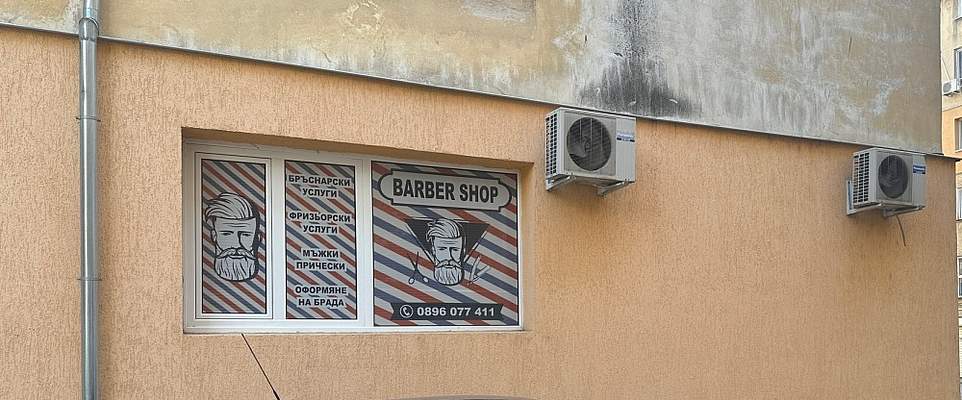 БРЪСНАРСКИ
УСЛУГИ
ФРИЗЬОРСКИ
УСЛУГИ
МЪЖКИ
ПРИЧЕСКИ
ОФОРМЯНЕ
НА БРАДА
BARBER SHOP
0896 077 411